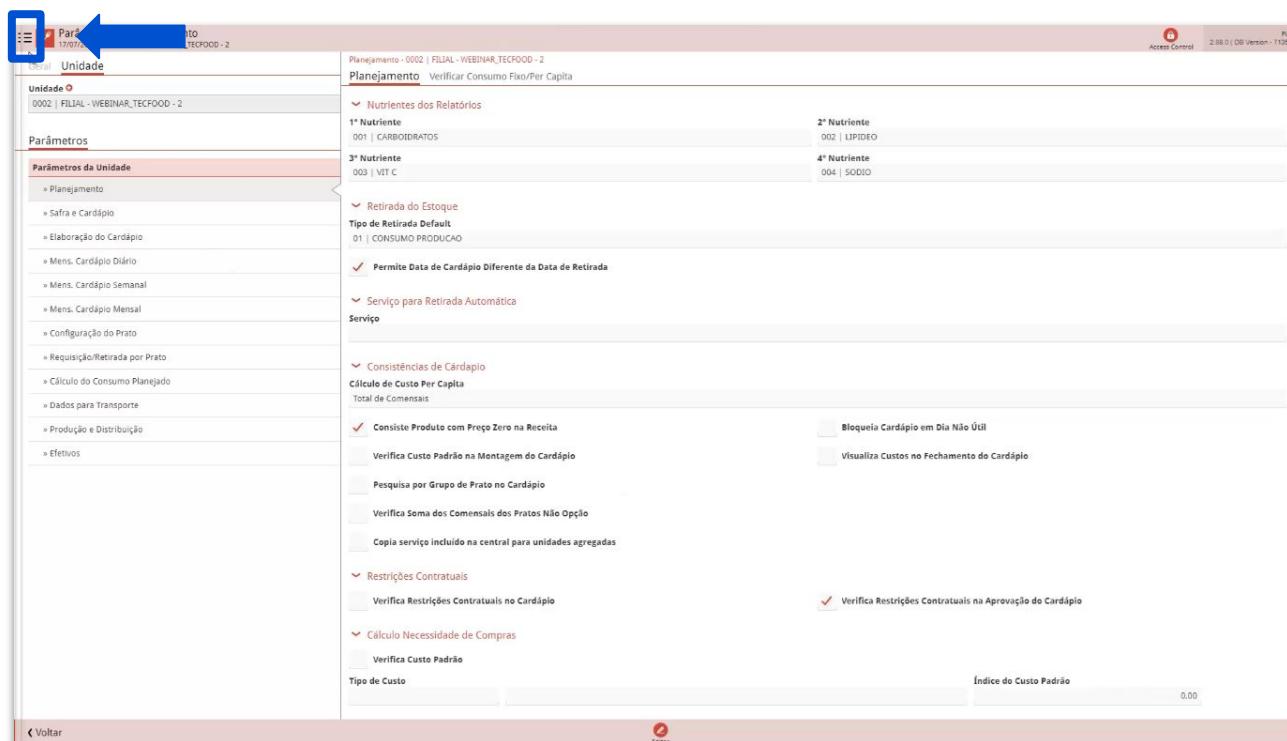 Par
to
17/07/2
_TECFOOD - 2
Access Control
2.88.0 ( DB Version -
Geral Unidade
Unidade
0002 | FILIAL - WEBINAR_TECFOOD - 2
Parâmetros
Parâmetros da Unidade
» Planejamento
» Safra e Cardápio
» Elaboração do Cardápio
» Mens. Cardápio Diário
» Mens. Cardápio Semanal
» Mens. Cardápio Mensal
» Configuração do Prato
» Requisição/Retirada por Prato
» Cálculo do Consumo Planejado
» Dados para Transporte
» Produção e Distribuição
» Efetivos
Planejamento - 0002 | FILIAL - WEBINAR_TECFOOD - 2
Planejamento Verificar Consumo Fixo/Per Capita
Nutrientes dos Relatórios
1º Nutriente 2º Nutriente
001 | CARBOIDRATOS 002 | LIPIDEO
3º Nutriente 4º Nutriente
003 | VIT C 004 | SODIO
Retirada do Estoque
Tipo de Retirada Default
01 | CONSUMO PRODUCAO
Permite Data de Cardápio Diferente da Data de Retirada
Serviço para Retirada Automática
Serviço
Consistências de Cárdapio
Cálculo de Custo Per Capita
Total de Comensais
Consiste Produto com Preço Zero na Receita Bloqueia Cardápio em Dia Não Útil
Verifica Custo Padrão na Montagem do Cardápio Visualiza Custos no Fechamento do Cardápio
Pesquisa por Grupo de Prato no Cardápio
Verifica Soma dos Comensais dos Pratos Não Opção
Copia serviço incluído na central para unidades agregadas
Restrições Contratuais
Verifica Restrições Contratuais no Cardápio Verifica Restrições Contratuais na Aprovação do Cardápio
Cálculo Necessidade de Compras
Verifica Custo Padrão
Tipo de Custo Índice do Custo Padrão
0.00
Voltar